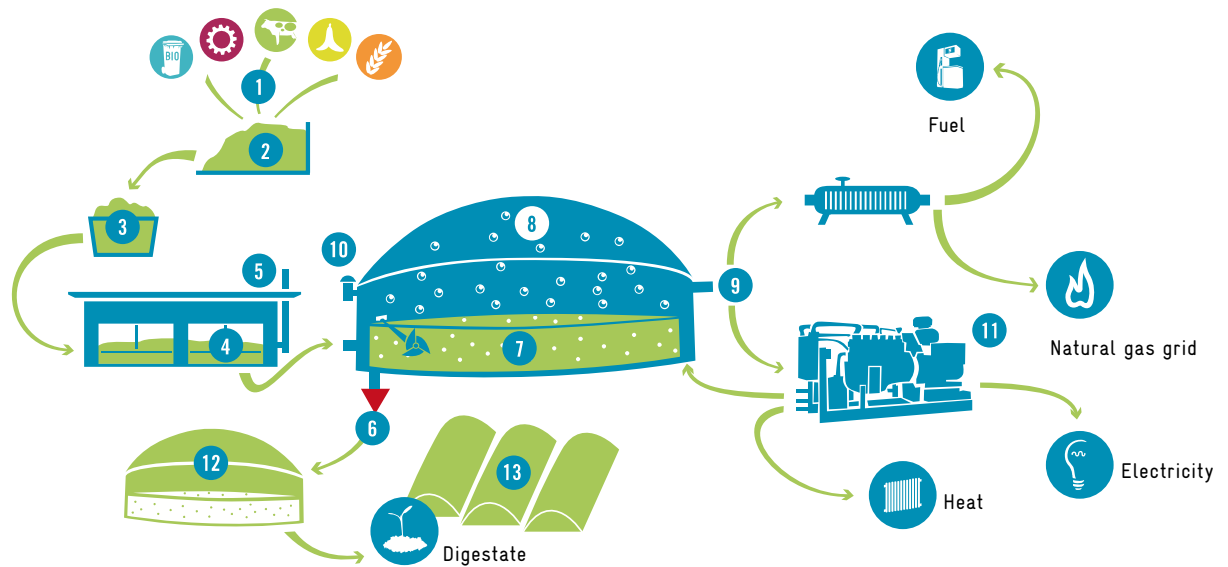 BIO
1
2
3
4
5
6
7
8
9
10
11
12
13
Fuel
Natural gas grid
Electricity
Heat
Digestate